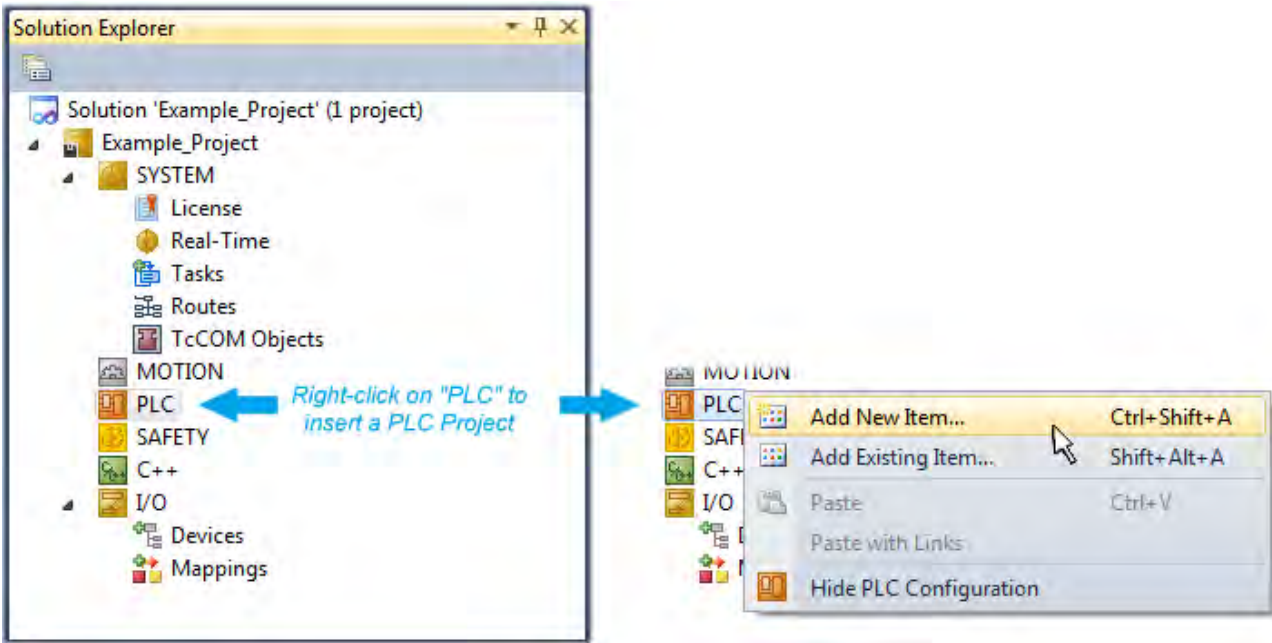 Solution Explorer
Solution 'Example_Project' (1 project)
Example_Project
SYSTEM
License
Real-Time
Tasks
Routes
TcCOM Objects
MOTION
PLC
SAFETY
C++
I/O
Devices
Mappings
Right-click on "PLC" to
insert a PLC Project
MOTION
PLC
SAF
C++
I/O
Add New Item... Ctrl+Shift+A
Add Existing Item... Shift+Alt+A
Paste Ctrl+V
Paste with Links
Hide PLC Configuration